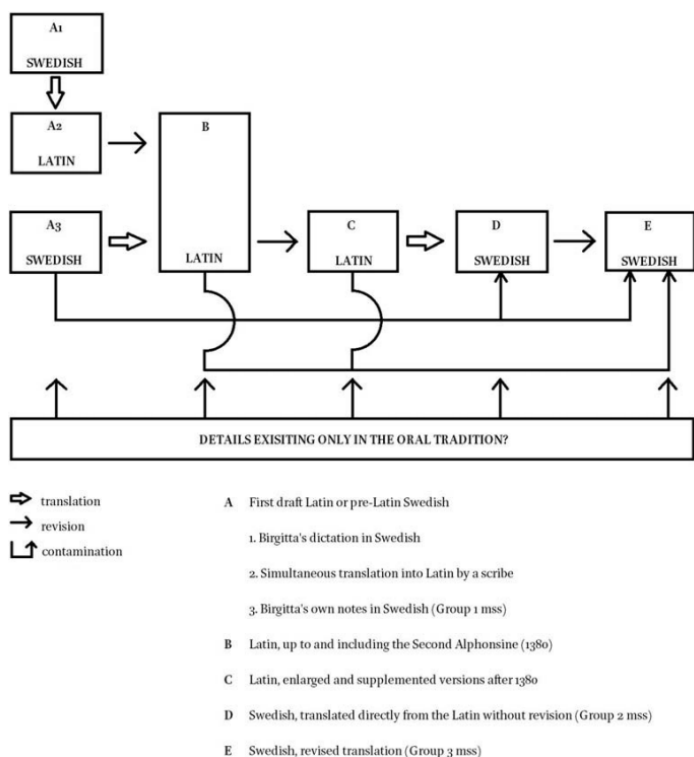 A1
SWEDISH
A2
LATIN
B
LATIN
A3
SWEDISH
C
LATIN
D
SWEDISH
E
SWEDISH
DETAILS EXISITING ONLY IN THE ORAL TRADITION?
translation
revision
contamination
A First draft Latin or pre-Latin Swedish
1. Birgitta's dictation in Swedish
2. Simultaneous translation into Latin by a scribe
3. Birgitta's own notes in Swedish (Group 1 mss)
B Latin, up to and including the Second Alphonsine (1380)
C Latin, enlarged and supplemented versions after 1380
D Swedish, translated directly from the Latin without revision (Group 2 mss)
E Swedish, revised translation (Group 3 mss)